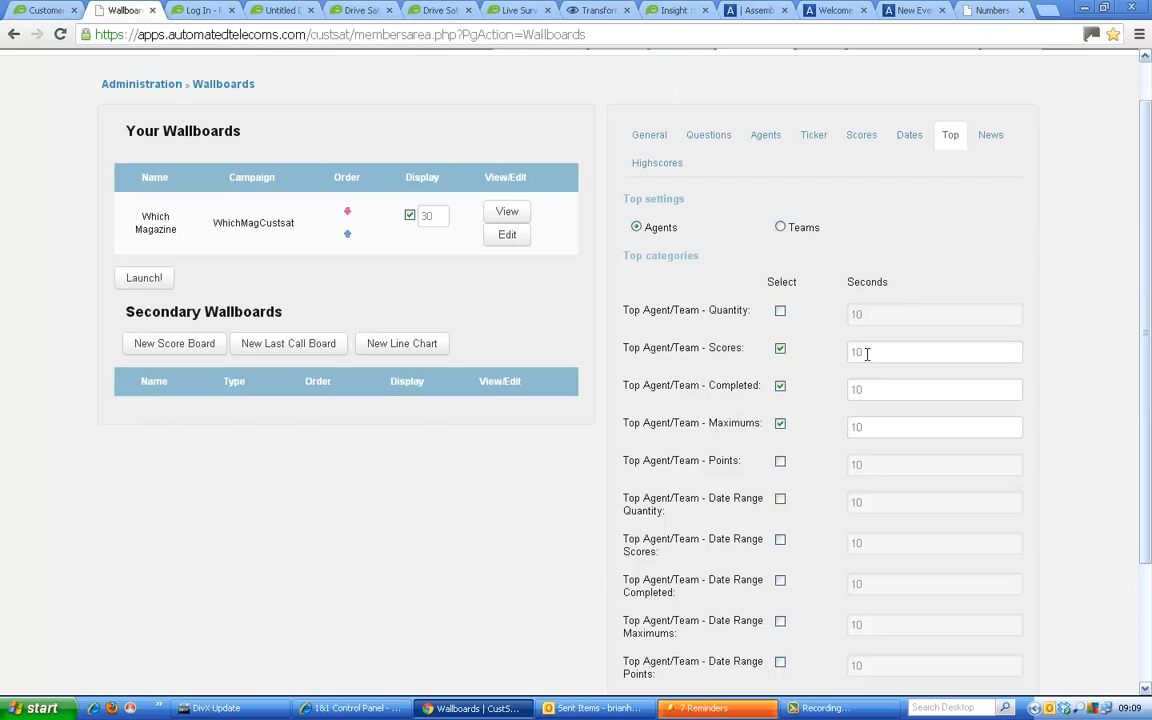 Customer
Wallboar
Log In - F
Untitled D
Drive Saf
Drive Saf
Live Surv
Transform
Insight ::
| Assemb
Welcome
New Eve
Numbers
https://apps.automatedtelecoms.com/custsat/membersarea.php?PgAction=Wallboards
Administration » Wallboards
Your Wallboards
Name Campaign Order Display View/Edit
Which Magazine WhichMagCustsat 30 View
Edit
Launch!
Secondary Wallboards
New Score Board New Last Call Board New Line Chart
Name Type Order Display View/Edit
General Questions Agents Ticker Scores Dates Top News
Highscores
Top settings
Agents Teams
Top categories
Select Seconds
Top Agent/Team - Quantity: 10
Top Agent/Team - Scores: 10
Top Agent/Team - Completed: 10
Top Agent/Team - Maximums: 10
Top Agent/Team - Points: 10
Top Agent/Team - Date Range
Quantity: 10
Top Agent/Team - Date Range
Scores: 10
Top Agent/Team - Date Range
Completed: 10
Top Agent/Team - Date Range
Maximums: 10
Top Agent/Team - Date Range
Points: 10
start
DivX Update
1&1 Control Panel - ...
Wallboards | CustS...
Sent Items - brianh...
7 Reminders
Recording...
Search Desktop
09:09